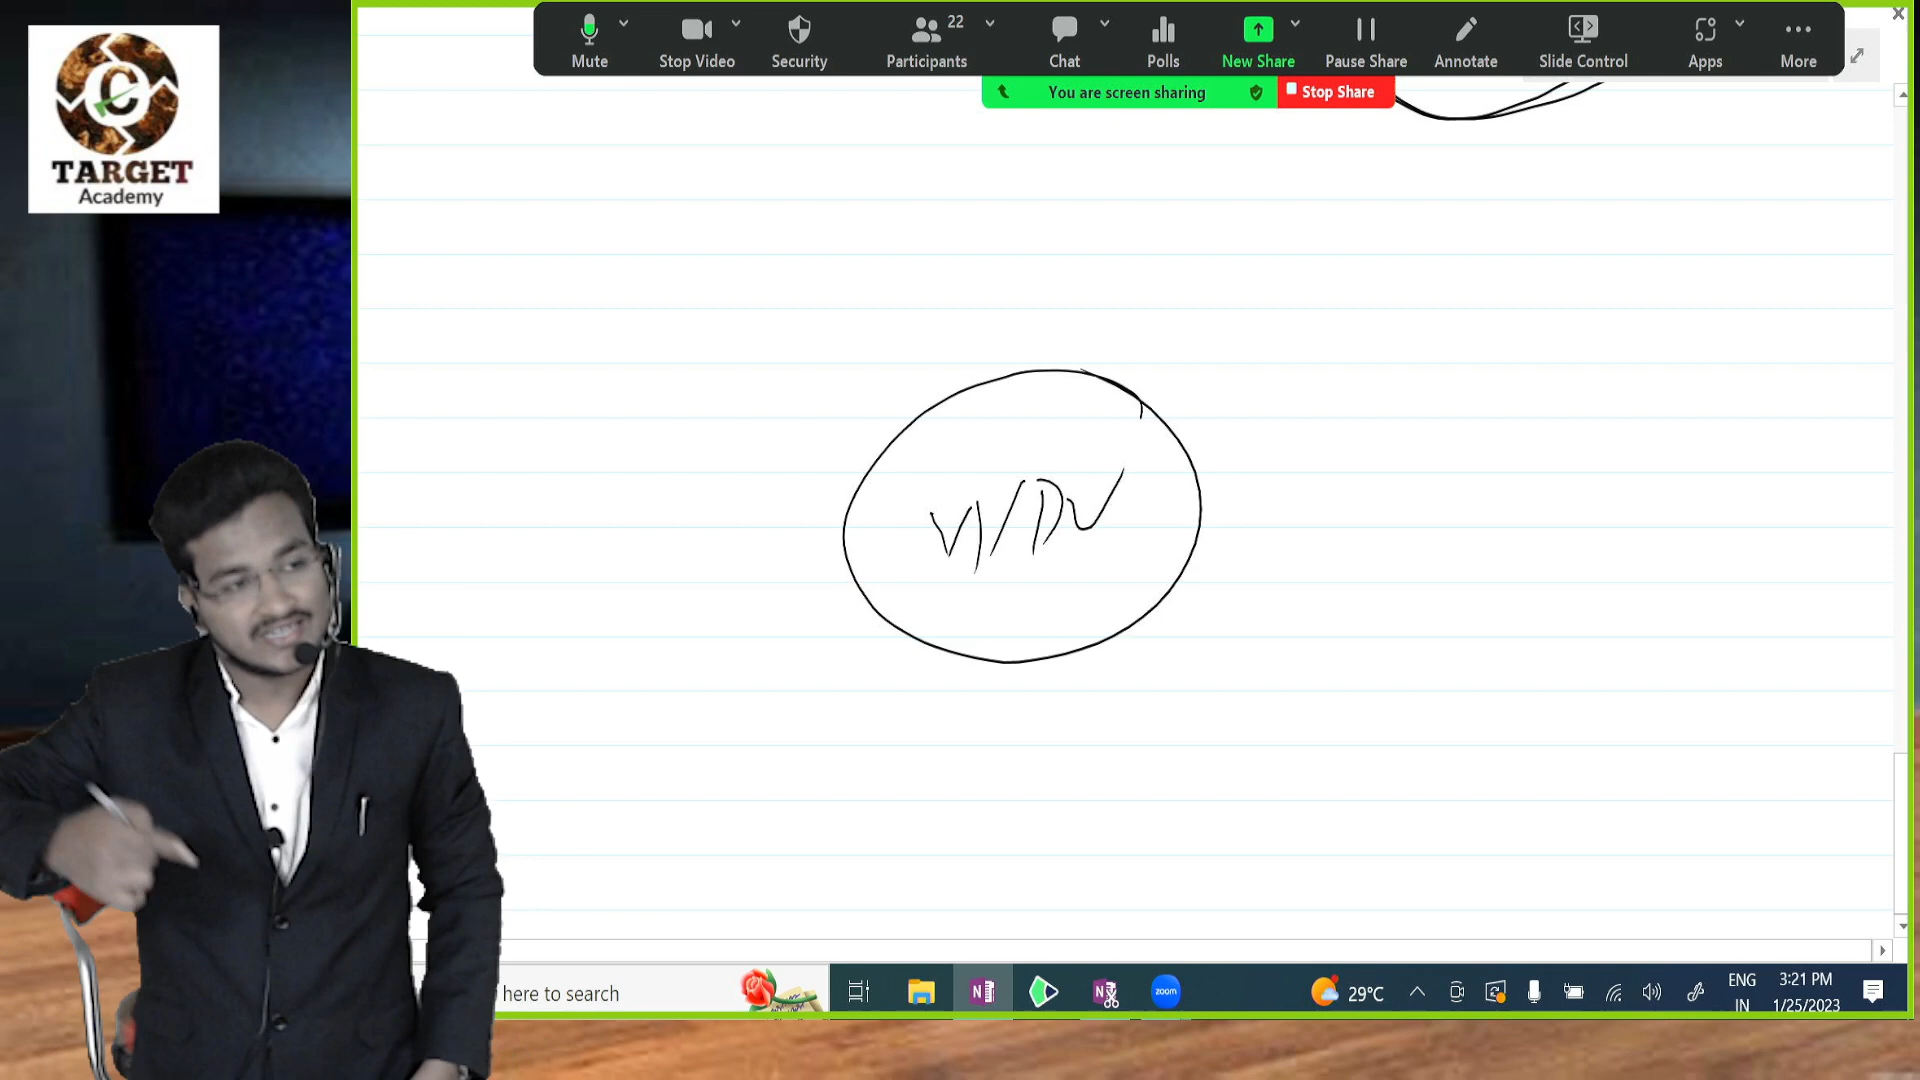 C
TARGET
Academy
Mute
Stop Video
Security
Participants
22
Chat
Polls
New Share
Pause Share
Annotate
Slide Control
Apps
More
You are screen sharing
Stop Share
here to search
N
N
zoom
29°C
ENG
IN
3:21 PM
1/25/2023